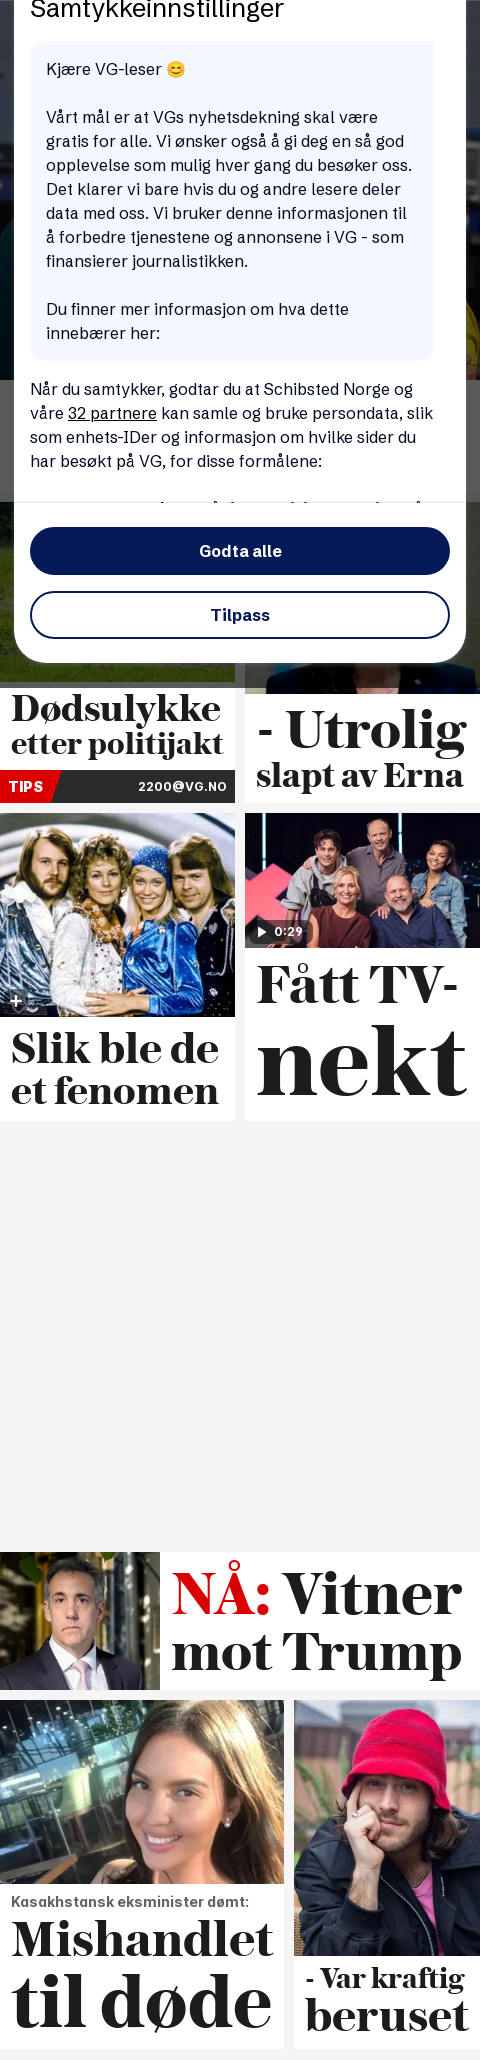 Samtykkeinnstillinger
Kjære VG-leser 😊
Vårt mål er at VGs nyhetsdekning skal være
gratis for alle. Vi ønsker også å gi deg en så god
opplevelse som mulig hver gang du besøker oss.
Det klarer vi bare hvis du og andre lesere deler
data med oss. Vi bruker denne informasjonen til
å forbedre tjenestene og annonsene i VG - som
finansierer journalistikken.
Du finner mer informasjon om hva dette
innebærer her:
Når du samtykker, godtar du at Schibsted Norge og
våre 32 partnere kan samle og bruke persondata, slik
som enhets-IDer og informasjon om hvilke sider du
har besøkt på VG, for disse formålene:
Godta alle
Tilpass
Dødsulykke
etter politijakt
TIPS 2200@VG.NO
- Utrolig
slapt av Erna
Slik ble de
et fenomen
0:29
Fått TV-
nekt
NÅ: Vitner
mot Trump
Kasakhstansk eksminister dømt:
Mishandlet
til døde
- Var kraftig
beruset